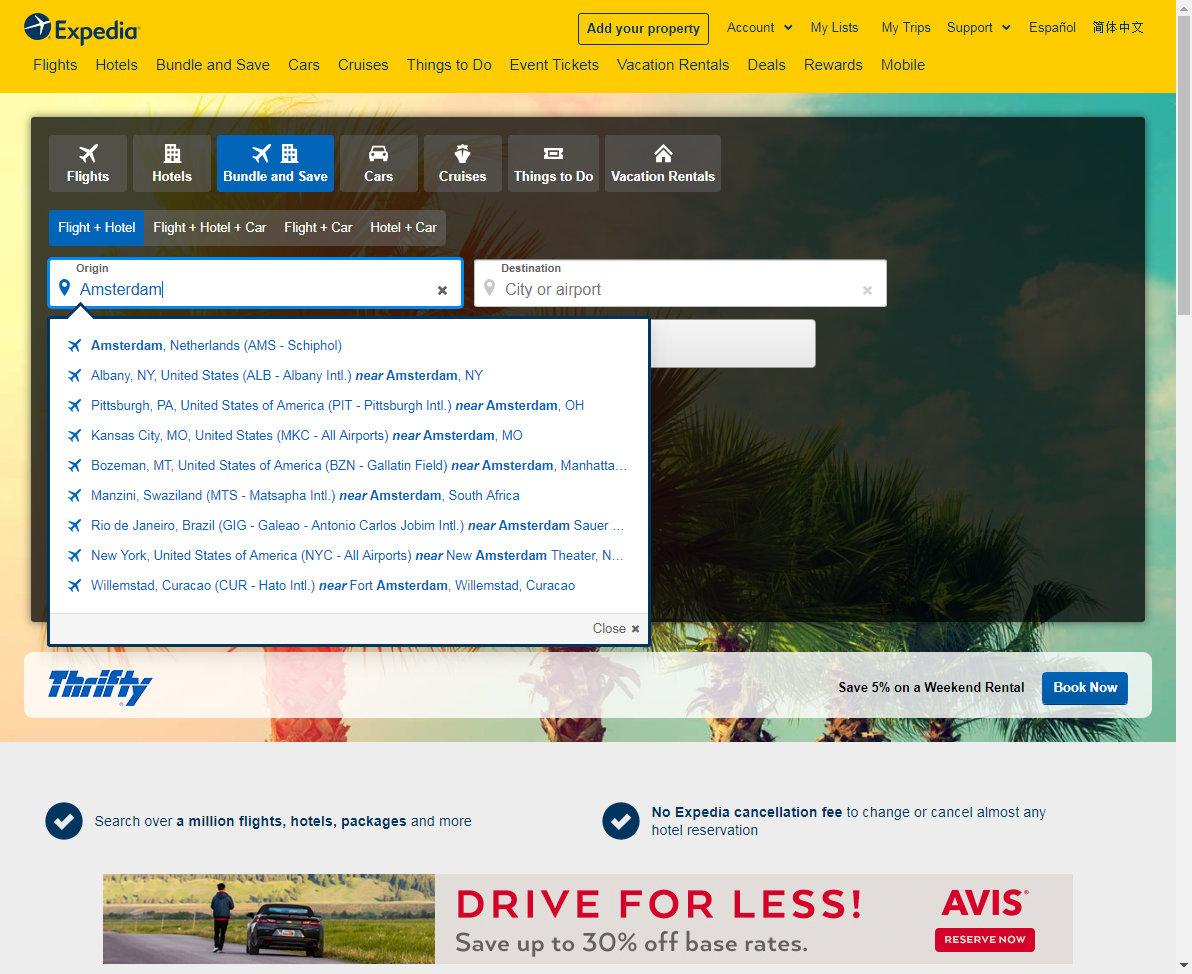 Expedia
Add your property
Account
My Lists
My Trips
Support
Español
简体中文
Flights
Hotels
Bundle and Save
Cars
Cruises
Things to Do
Event Tickets
Vacation Rentals
Deals
Rewards
Mobile
Flights
Hotels
Bundle and Save
Cars
Cruises
Things to Do
Vacation Rentals
Flight + Hotel
Flight + Hotel + Car
Flight + Car
Hotel + Car
Origin
Amsterdam
Destination
City or airport
Amsterdam, Netherlands (AMS - Schiphol)
Albany, NY, United States (ALB - Albany Intl.) near Amsterdam, NY
Pittsburgh, PA, United States of America (PIT - Pittsburgh Intl.) near Amsterdam, OH
Kansas City, MO, United States (MKC - All Airports) near Amsterdam, MO
Bozeman, MT, United States of America (BZN - Gallatin Field) near Amsterdam, Manhatta...
Manzini, Swaziland (MTS - Matsapha Intl.) near Amsterdam, South Africa
Rio de Janeiro, Brazil (GIG - Galeao - Antonio Carlos Jobim Intl.) near Amsterdam Sauer ...
New York, United States of America (NYC - All Airports) near New Amsterdam Theater, N...
Willemstad, Curacao (CUR - Hato Intl.) near Fort Amsterdam, Willemstad, Curacao
Close
Thrifty
Save 5% on a Weekend Rental
Book Now
Search over a million flights, hotels, packages and more
No Expedia cancellation fee to change or cancel almost any
hotel reservation
DRIVE FOR LESS!
Save up to 30% off base rates.
AVIS
RESERVE NOW